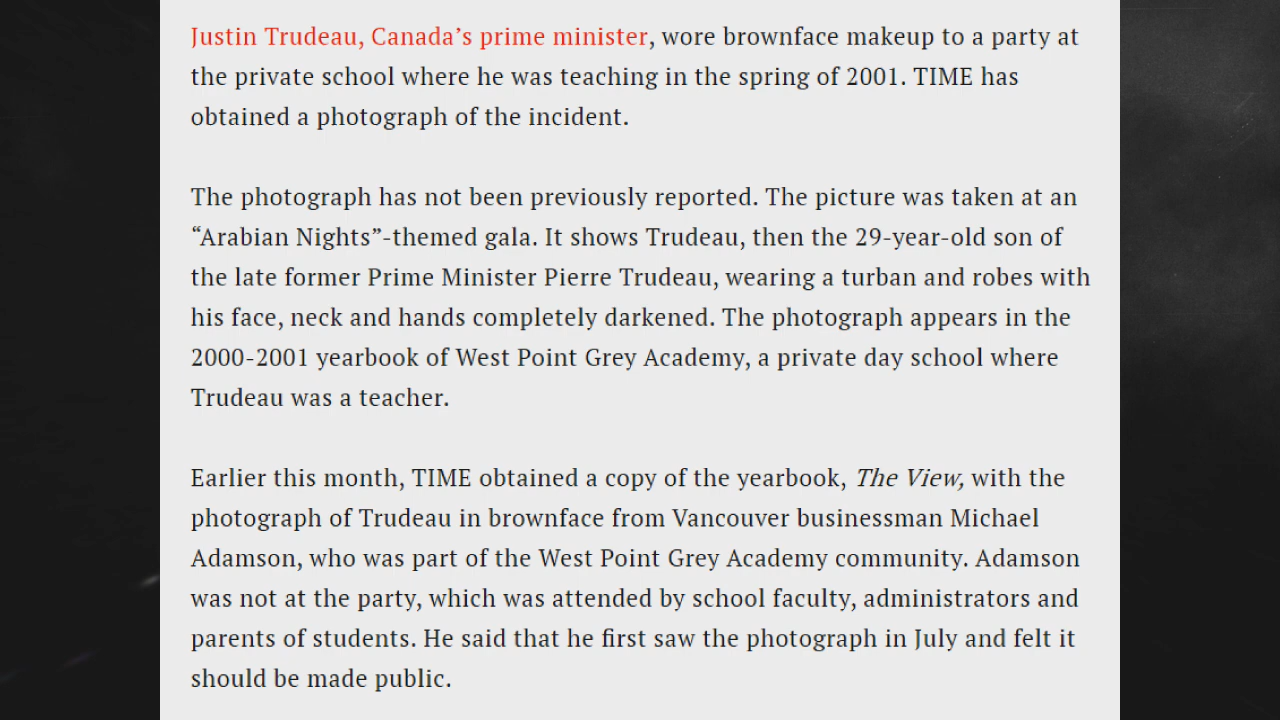 Justin Trudeau, Canada’s prime minister, wore brownface makeup to a party at
the private school where he was teaching in the spring of 2001. TIME has
obtained a photograph of the incident.
The photograph has not been previously reported. The picture was taken at an
“Arabian Nights”-themed gala. It shows Trudeau, then the 29-year-old son of
the late former Prime Minister Pierre Trudeau, wearing a turban and robes with
his face, neck and hands completely darkened. The photograph appears in the
2000-2001 yearbook of West Point Grey Academy, a private day school where
Trudeau was a teacher.
Earlier this month, TIME obtained a copy of the yearbook, The View, with the
photograph of Trudeau in brownface from Vancouver businessman Michael
Adamson, who was part of the West Point Grey Academy community. Adamson
was not at the party, which was attended by school faculty, administrators and
parents of students. He said that he first saw the photograph in July and felt it
should be made public.